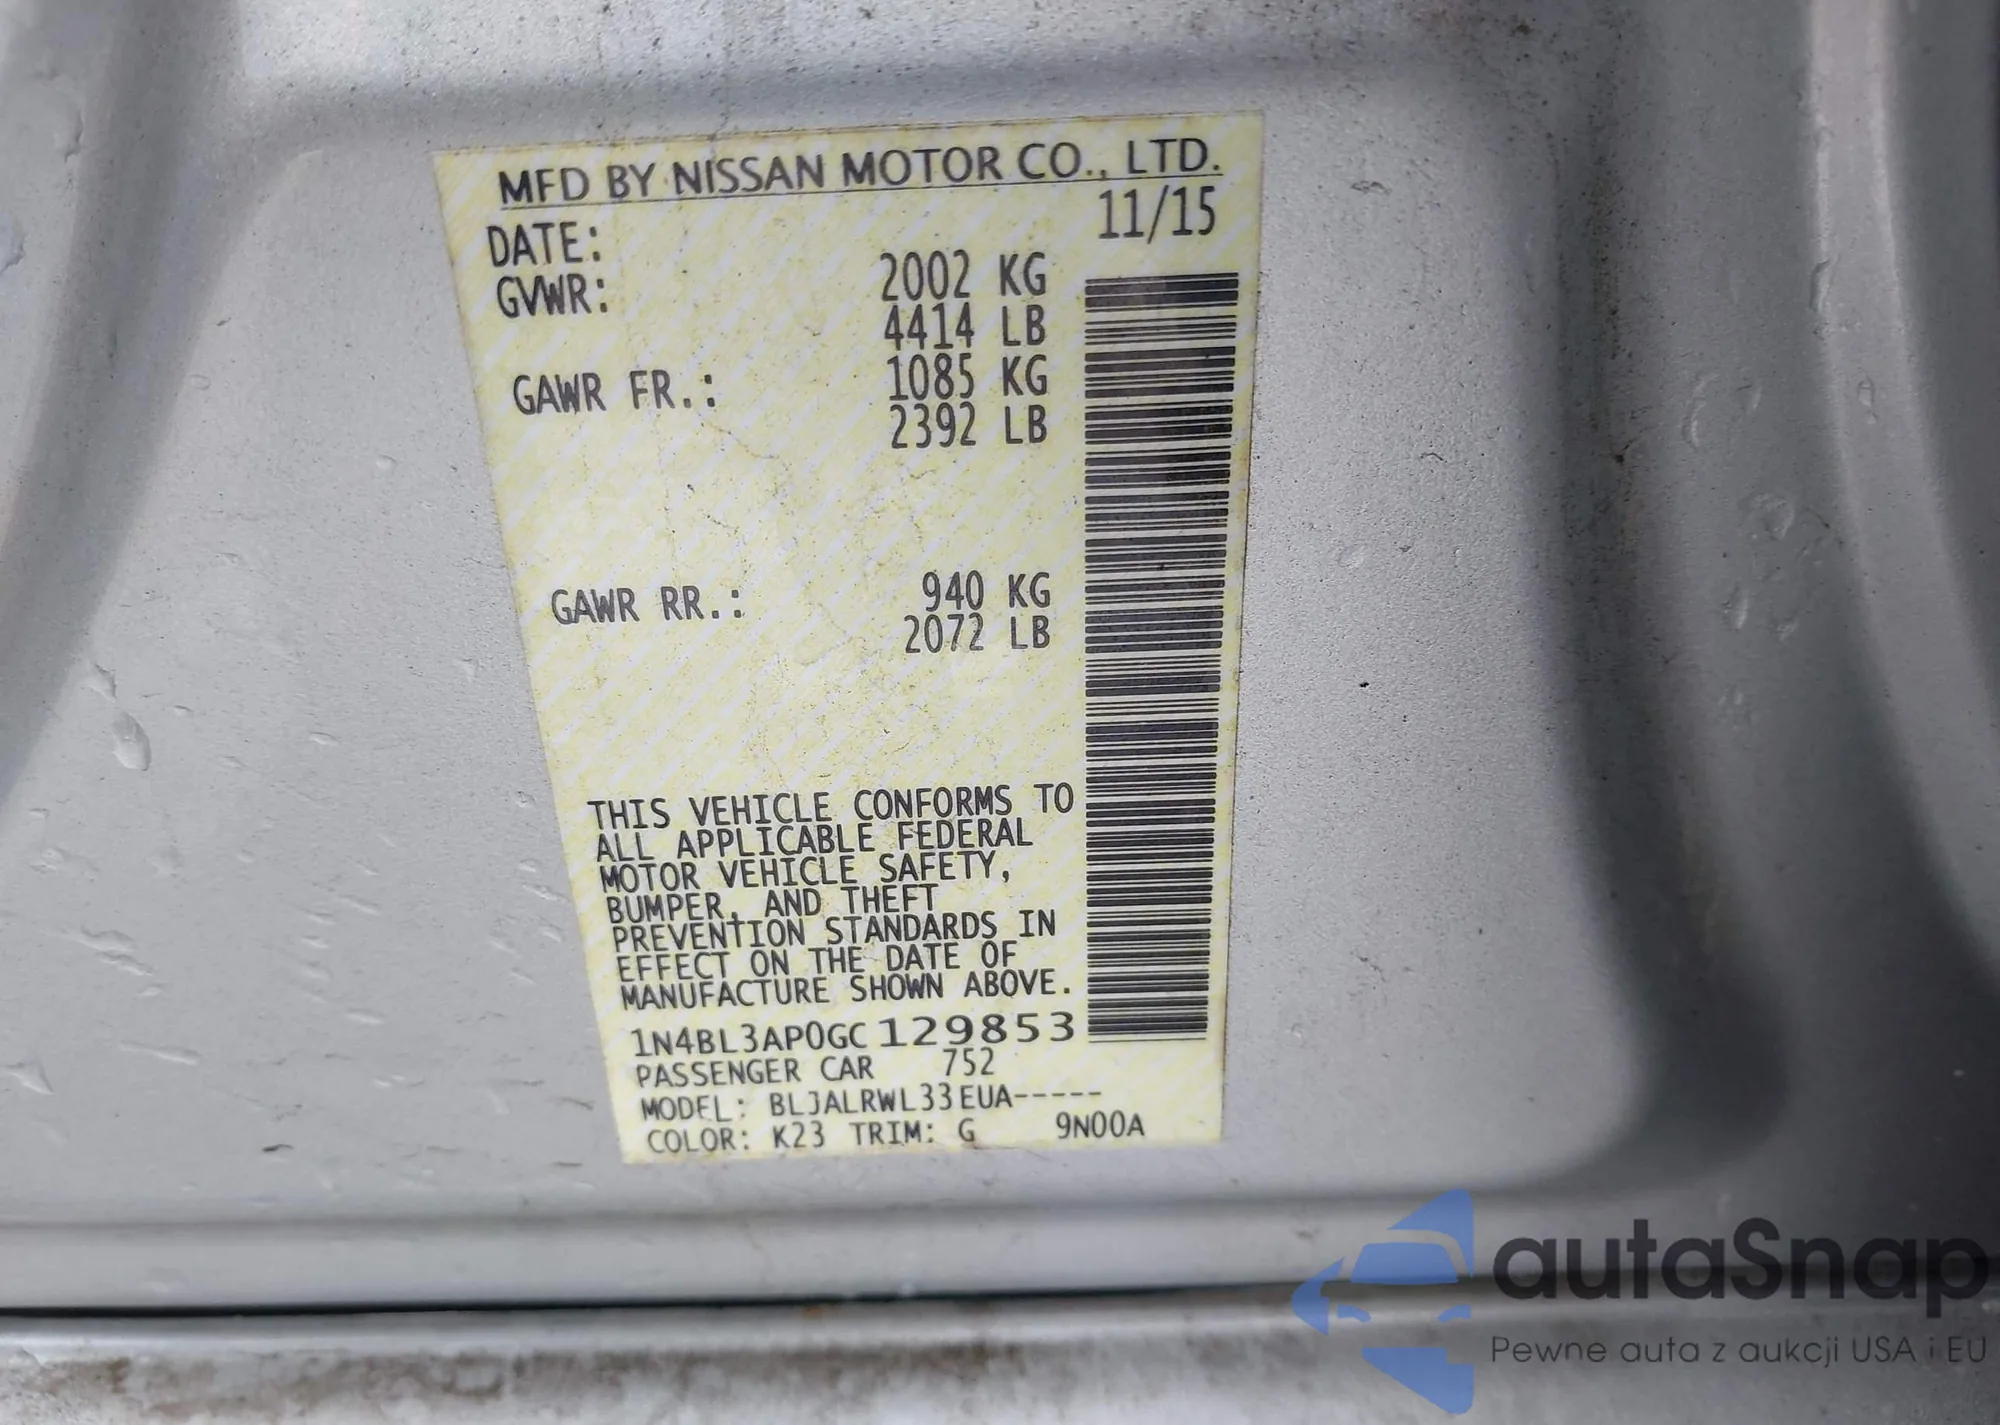 MFD BY NISSAN MOTOR CO., LTD.
DATE: 11/15
GVWR: 2002 KG
4414 LB
GAWR FR.: 1085 KG
2392 LB
GAWR RR.: 940 KG
2072 LB
THIS VEHICLE CONFORMS TO
ALL APPLICABLE FEDERAL
MOTOR VEHICLE SAFETY,
BUMPER, AND THEFT
PREVENTION STANDARDS IN
EFFECT ON THE DATE OF
MANUFACTURE SHOWN ABOVE.
1N4BL3AP0GC129853
PASSENGER CAR 752
MODEL: BLJALRWL33EUA-----
COLOR: K23 TRIM: G 9N00A
autaSnap
Pewne auta z aukcji USA i EU